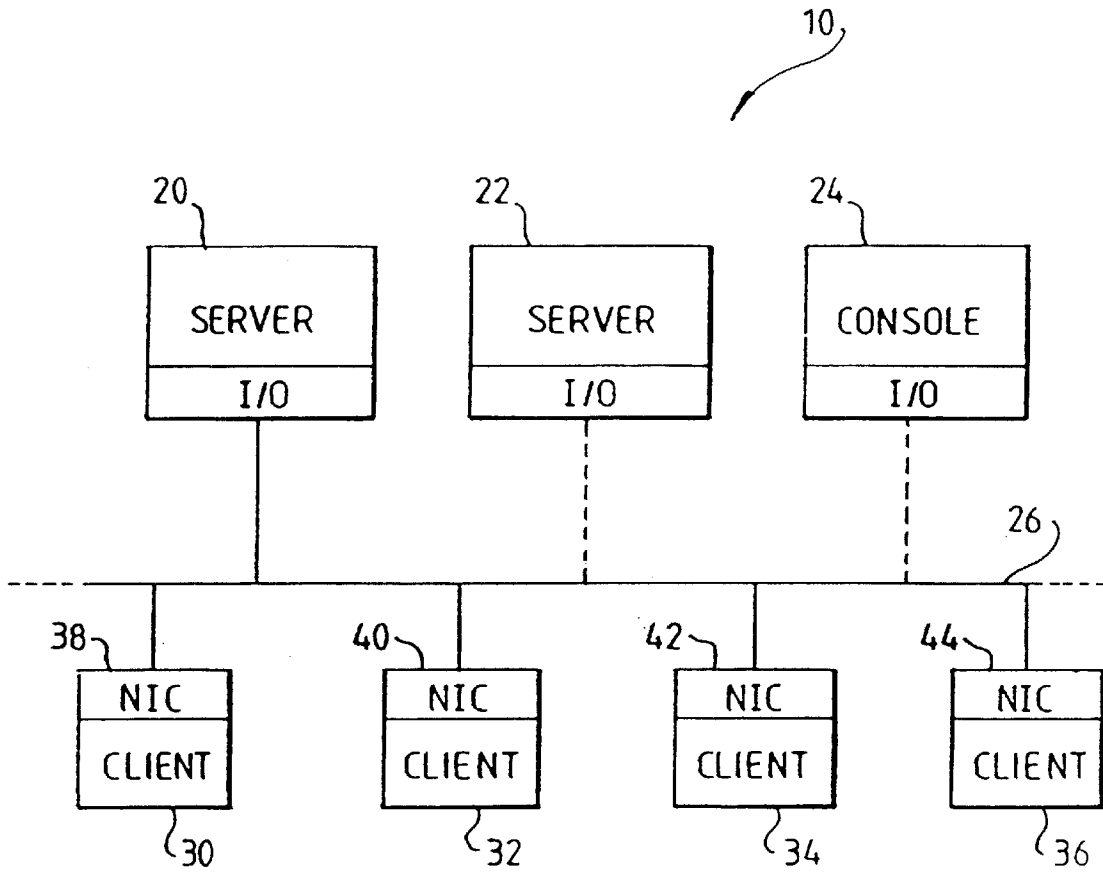 10
20 22 24
SERVER SERVER CONSOLE
I/O I/O I/O
26
38 40 42 44
NIC NIC NIC NIC
CLIENT CLIENT CLIENT CLIENT
30 32 34 36